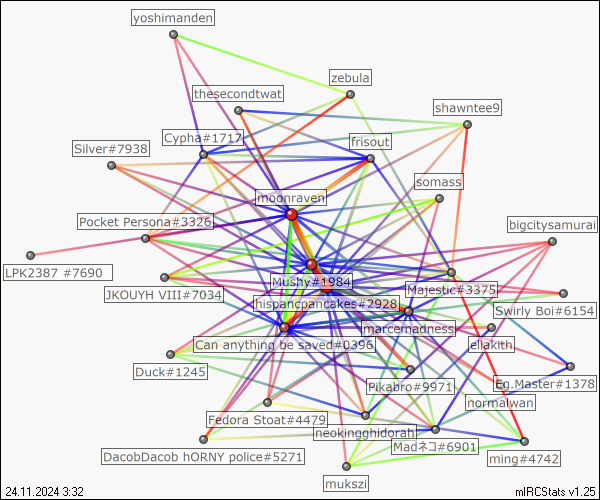 yoshimanden
zebula
thesecondtwat
shawntee9
Cypha#1717
frisout
Silver#7938
somass
moonraven
Pocket Persona#3326
bigcitysamurai
LPK2387 #7690
Mushy#1984
Majestic#3375
JKOUYH VIII#7034
hispancpancakes#2928
Swirly Boi#6154
marcemadness
Can anything be saved#0396
eliakith
Duck#1245
Pikabro#9971
Eg.Master#1378
normalwan
Fedora Stoat#4479
neokingghidorah
Madネコ#6901
DacobDacob hORNY police#5271
ming#4742
mukszi
24.11.2024 3:32
mIRCStats v1.25